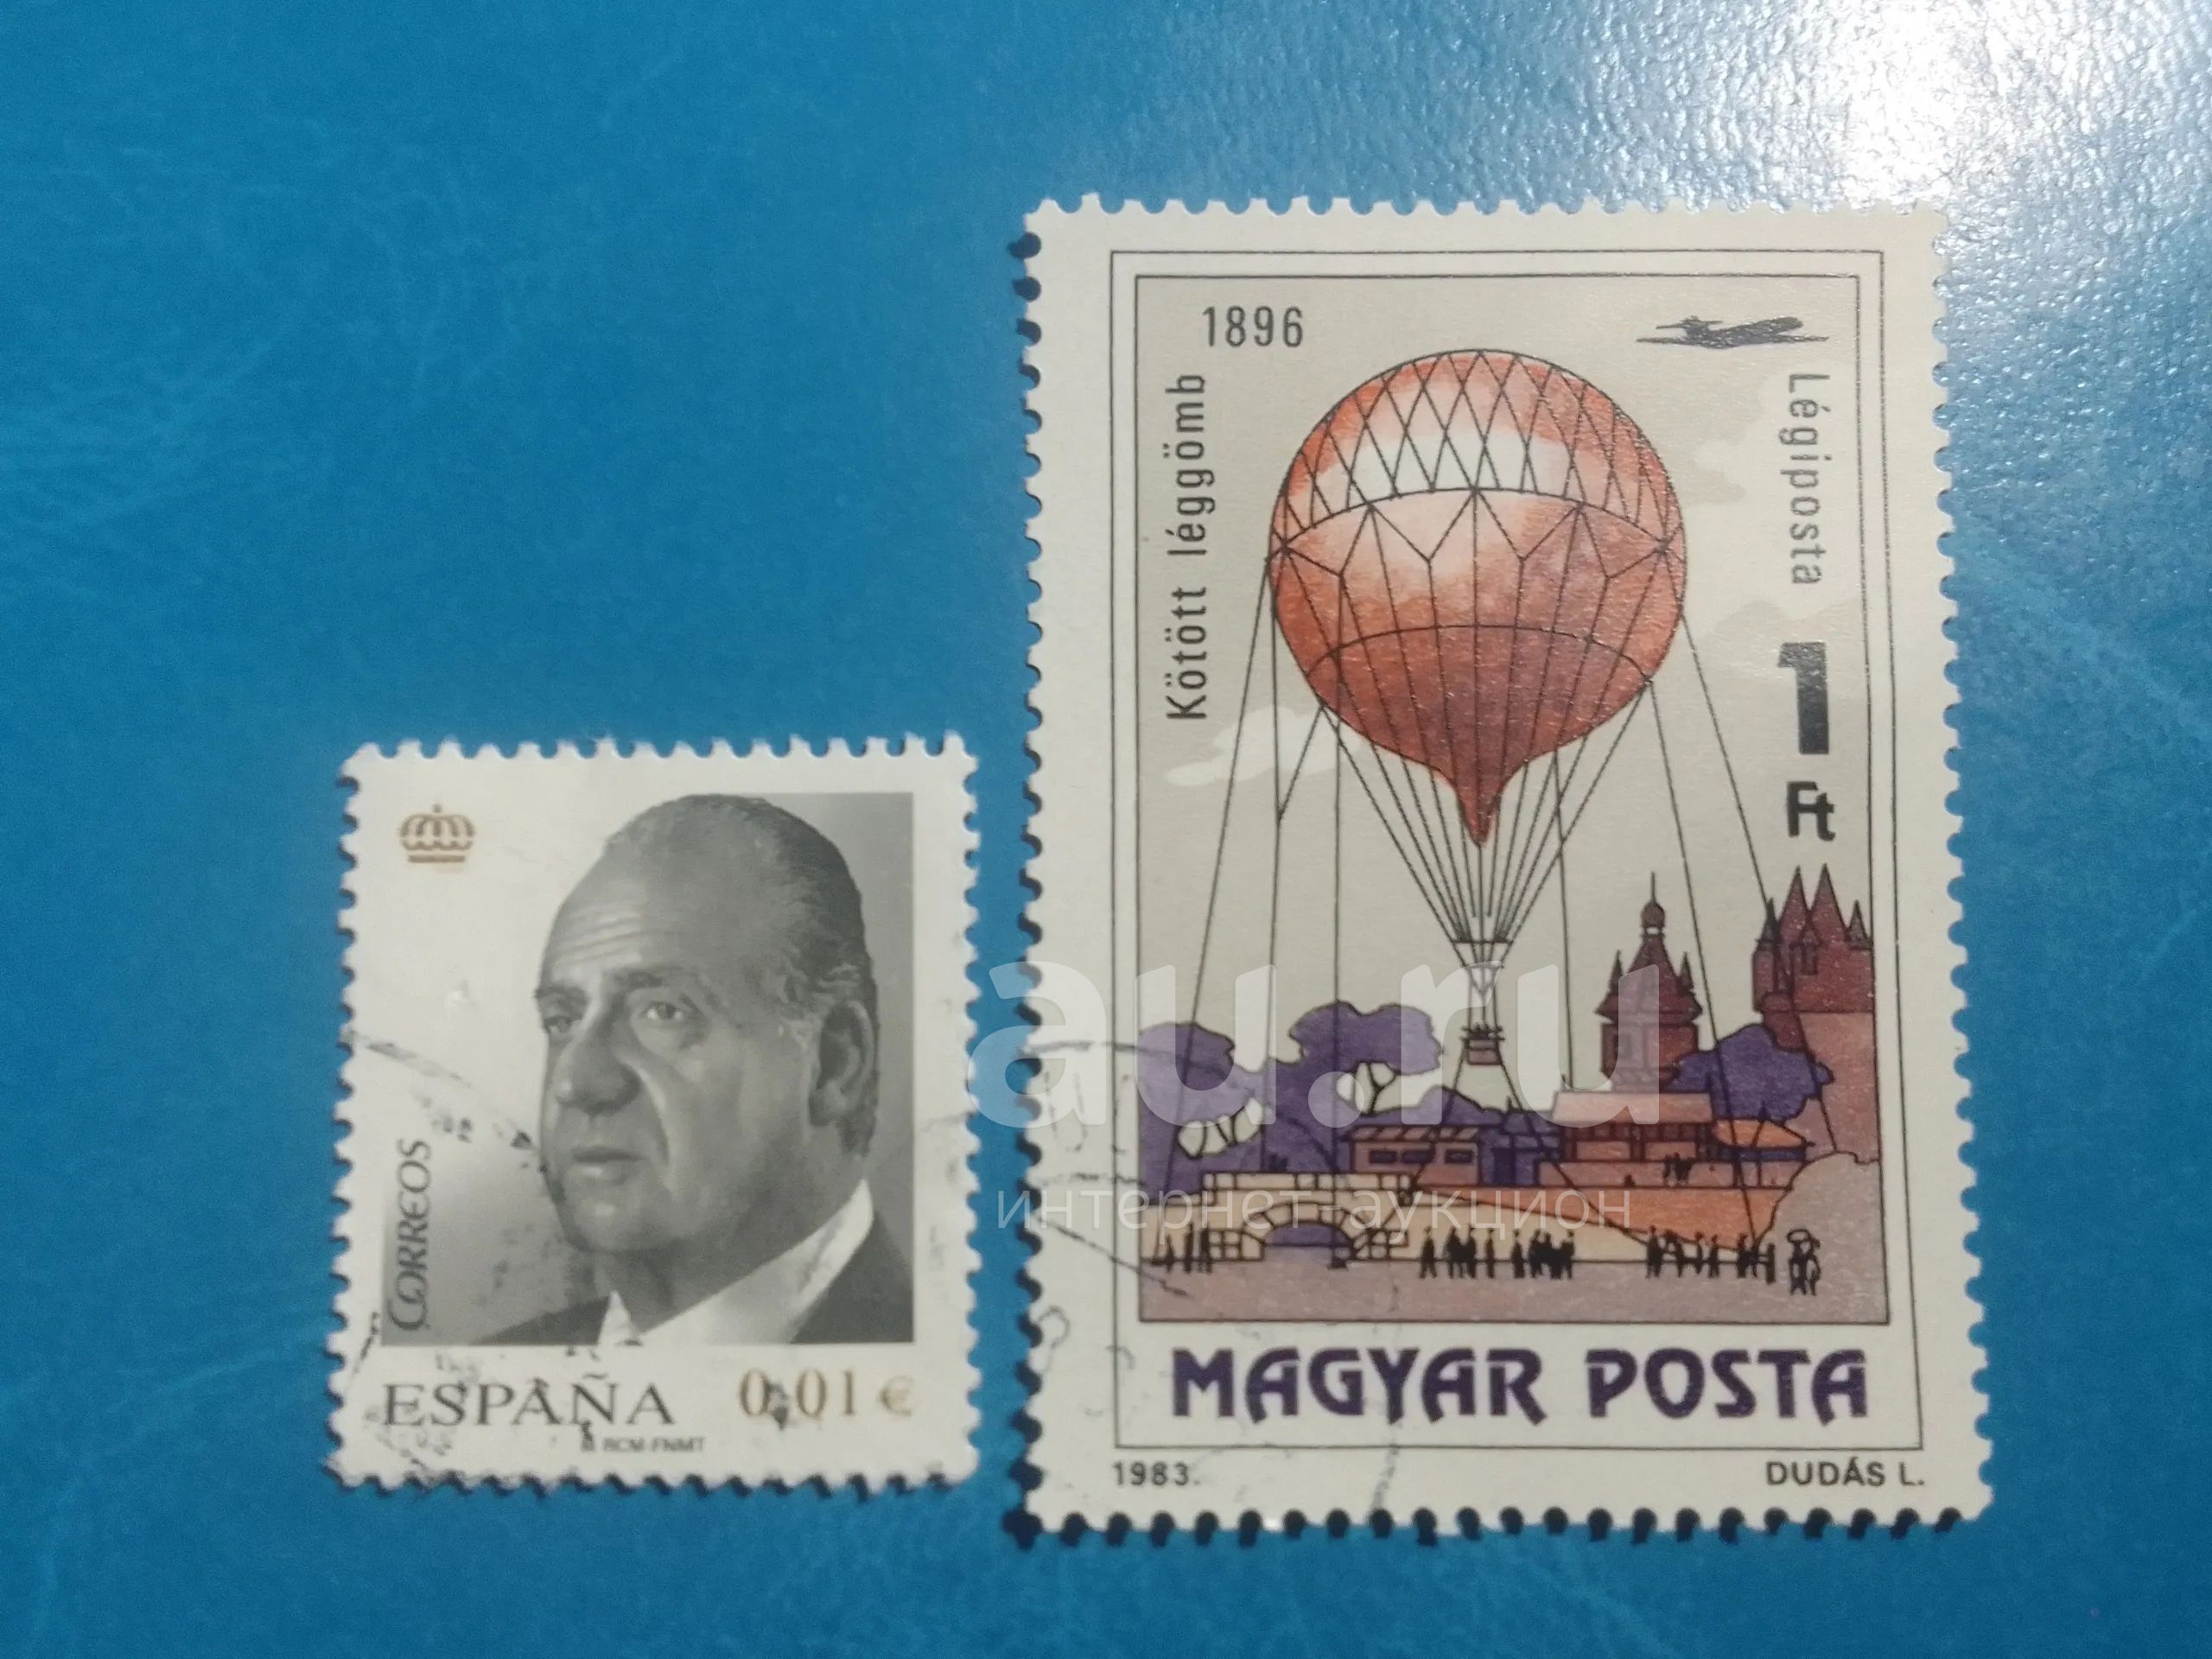 CORREOS
ESPAÑA 0,01 €
RCM-FNMT
1896
Kötött léggömb
Légiposta
1
Ft
MAGYAR POSTA
1983. DUDÁS L.
au.ru
интернет аукцион